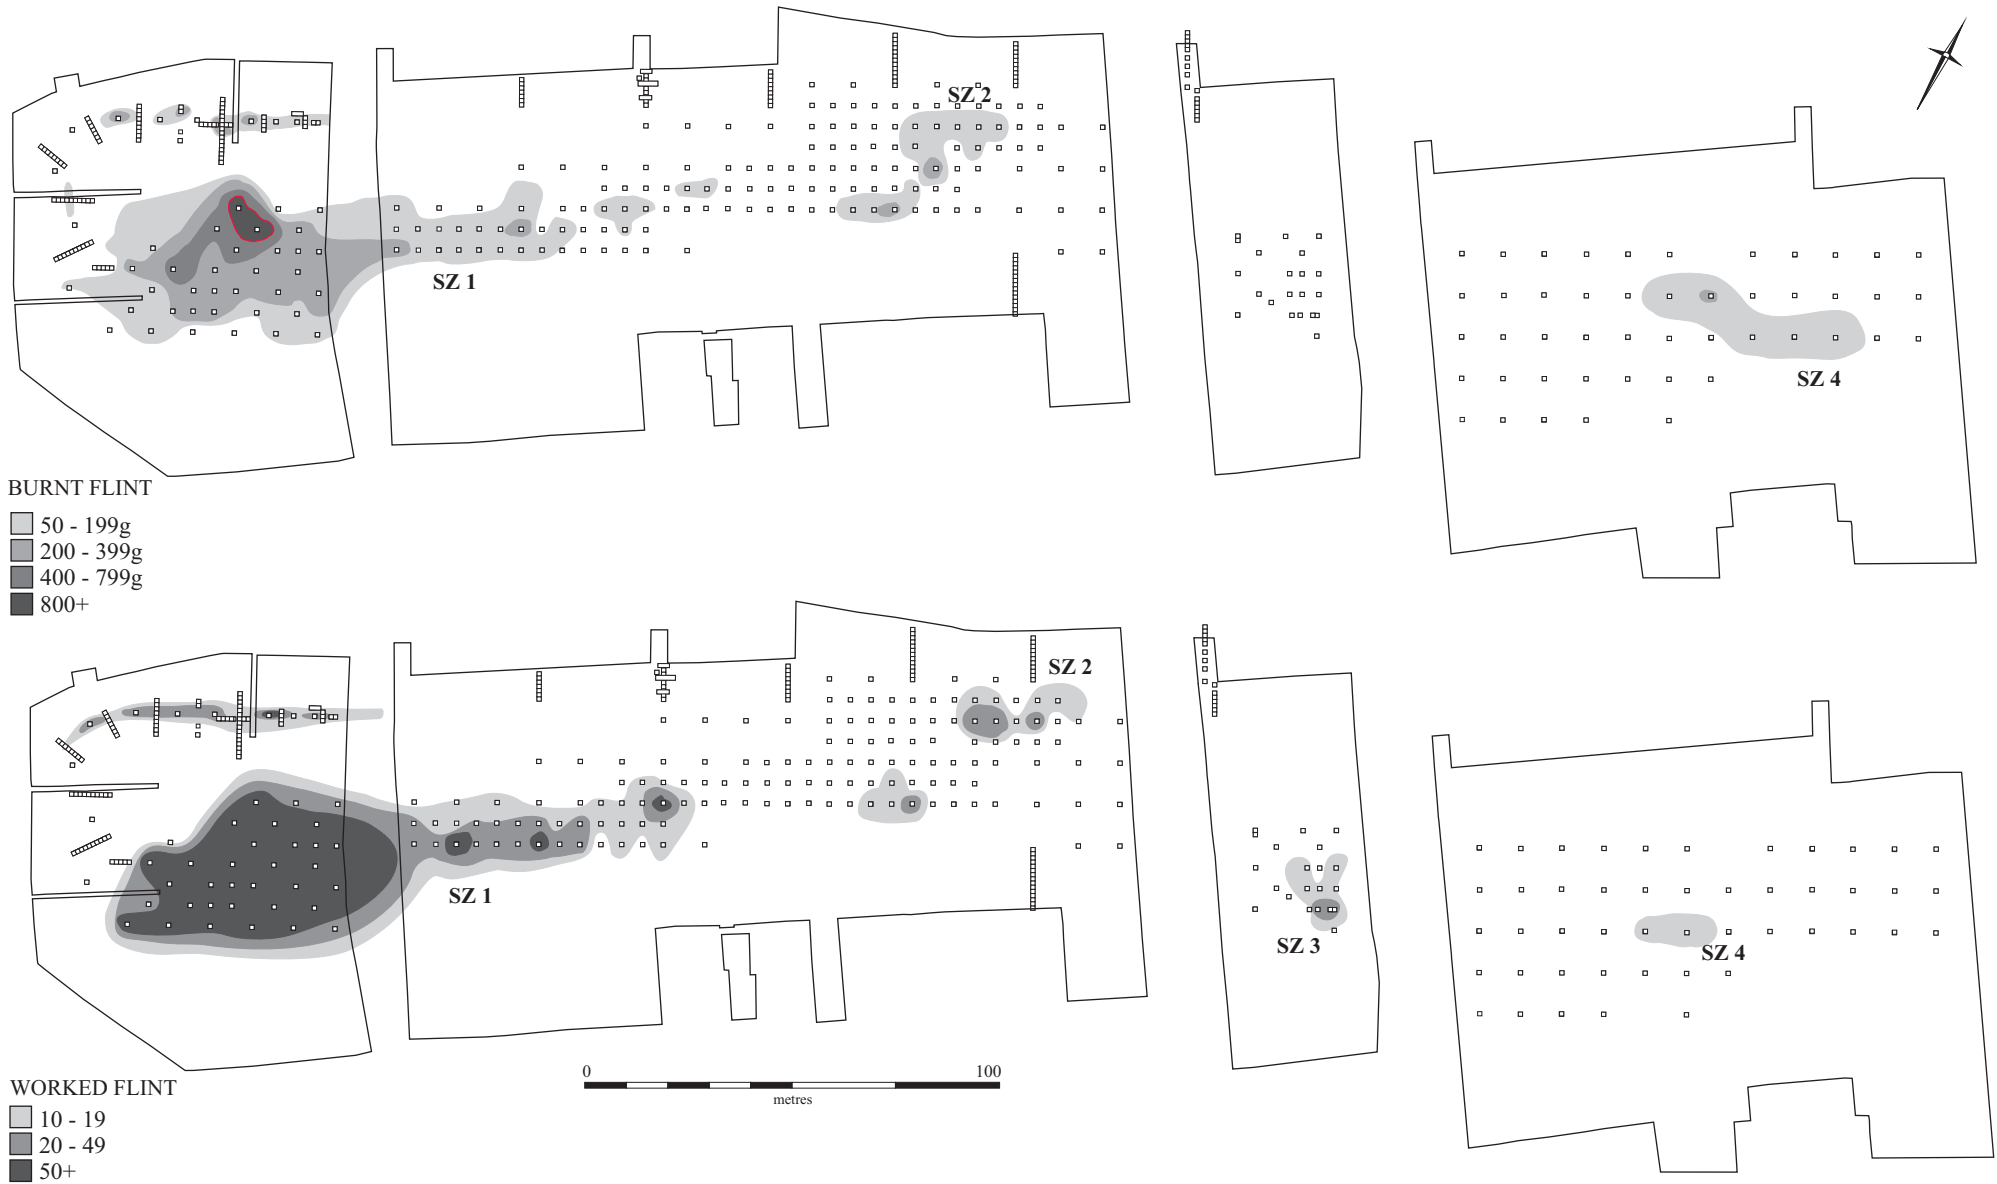 SZ 2
SZ 1
SZ 4
BURNT FLINT
50 - 199g
200 - 399g
400 - 799g
800+
SZ 2
SZ 1
SZ 3
SZ 4
0 100
metres
WORKED FLINT
10 - 19
20 - 49
50+